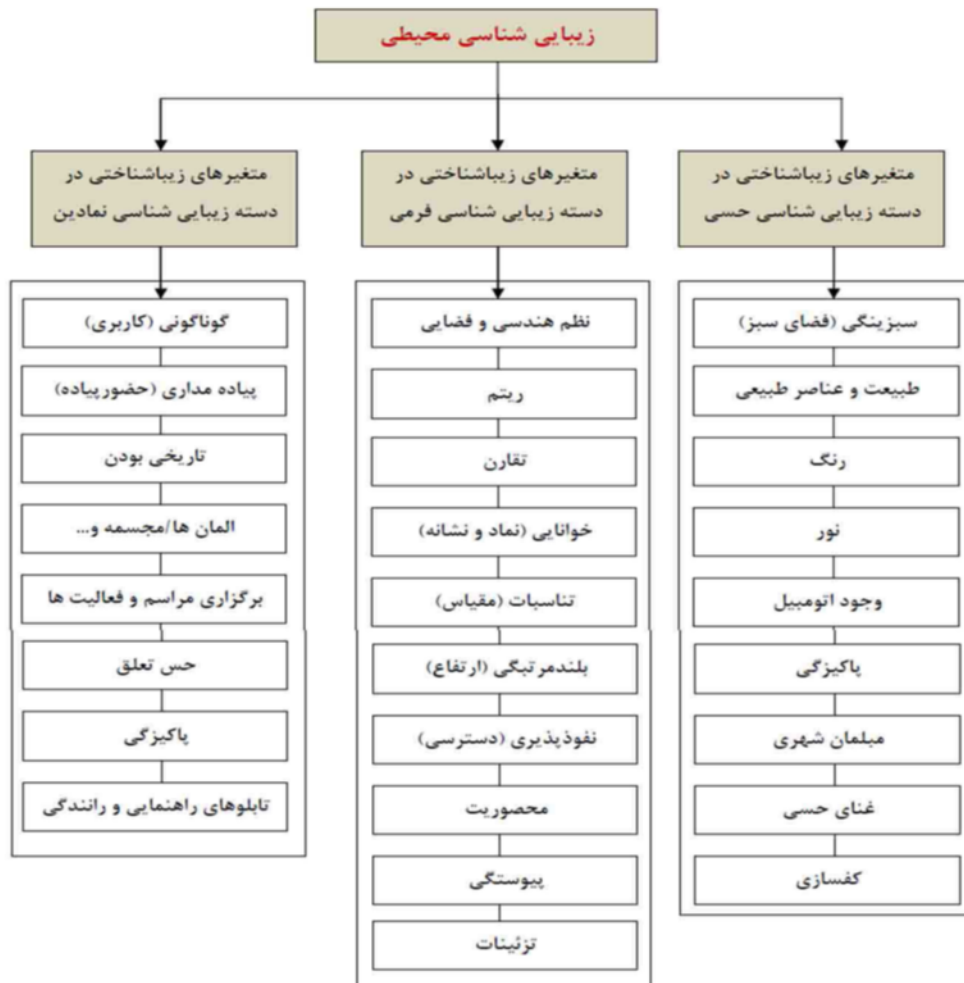 زیبایی شناسی محیطی
متغیرهای زیباشناختی در
دسته زیبایی شناسی حسی
سبزینگی (فضای سبز)
طبیعت و عناصر طبیعی
رنگ
نور
وجود اتومبیل
پاکیزگی
مبلمان شهری
غنای حسی
کفسازی
متغیرهای زیباشناختی در
دسته زیبایی شناسی فرمی
نظم هندسی و فضایی
ریتم
تقارن
خوانایی (نماد و نشانه)
تناسبات (مقیاس)
بلندمرتبگی (ارتفاع)
نفوذپذیری (دسترسی)
محصوریت
پیوستگی
تزئینات
متغیرهای زیباشناختی در
دسته زیبایی شناسی نمادین
گوناگونی (کاربری)
پیاده مداری (حضورپیاده)
تاریخی بودن
المان ها/مجسمه و...
برگزاری مراسم و فعالیت ها
حس تعلق
پاکیزگی
تابلوهای راهنمایی و رانندگی